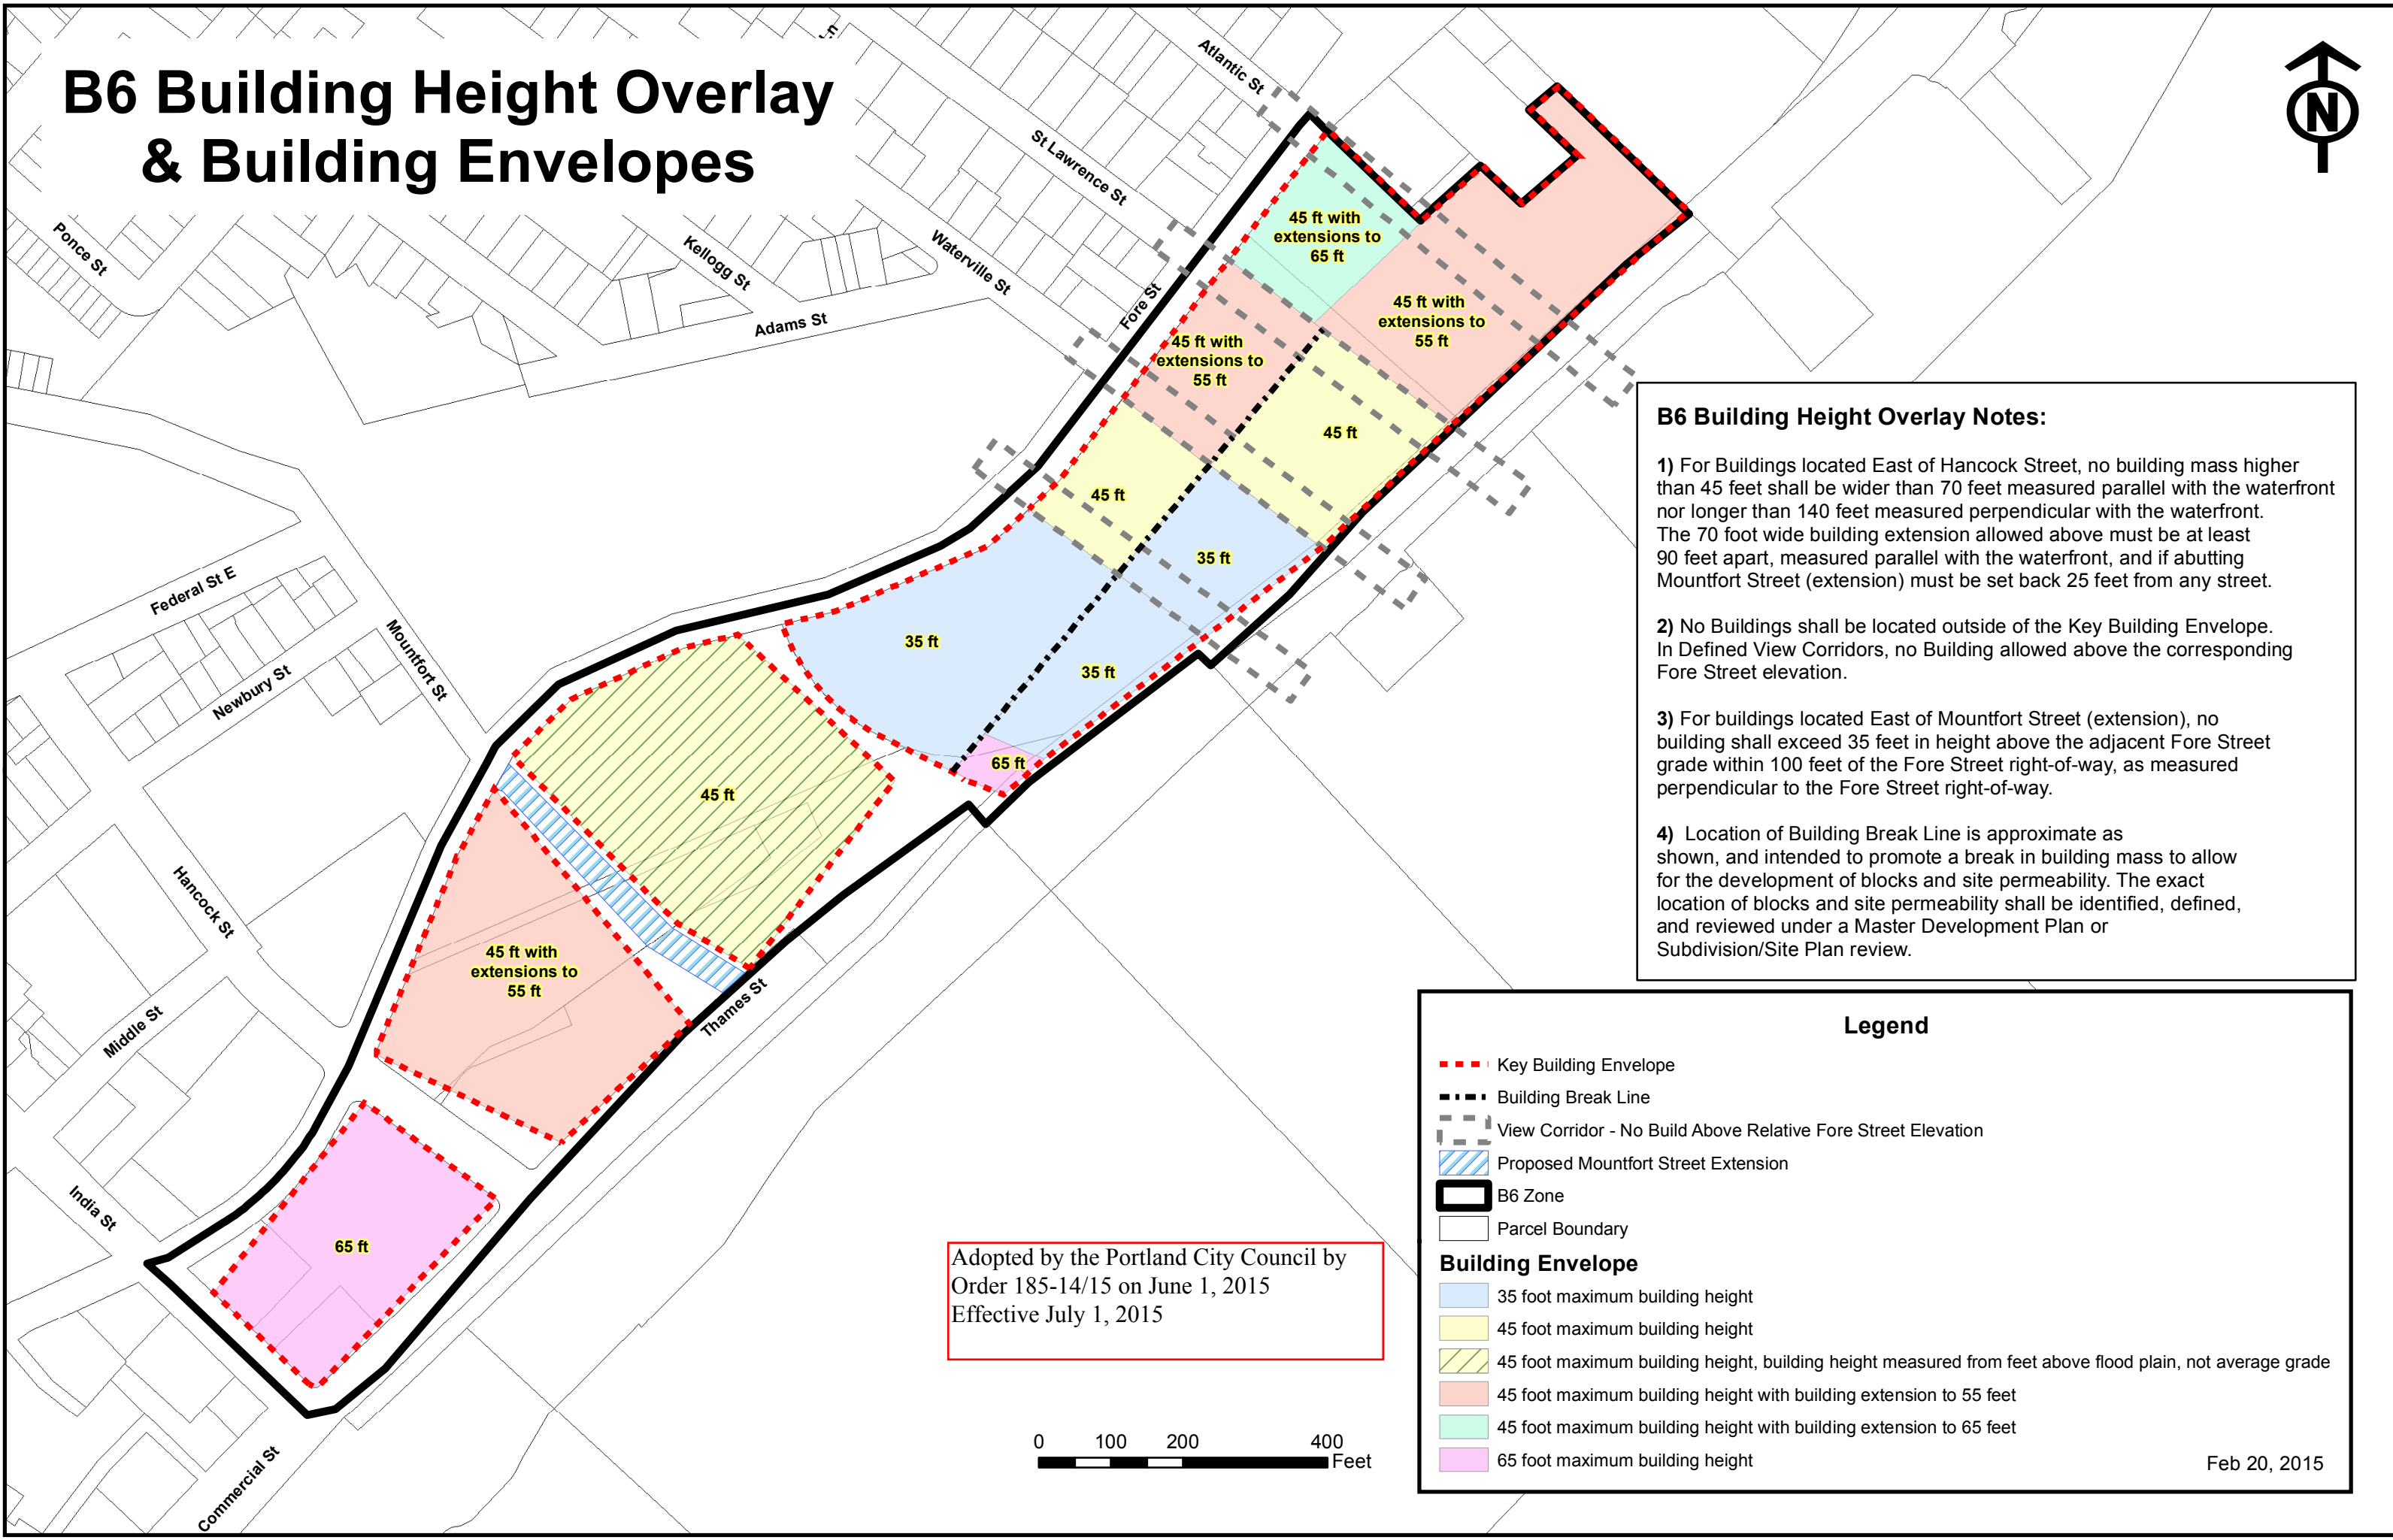 B6 Building Height Overlay
& Building Envelopes
Atlantic St
St Lawrence St
Waterville St
Kellogg St
Adams St
Ponce St
Fore St
N
45 ft with
extensions to
65 ft
45 ft with
extensions to
55 ft
45 ft with
extensions to
55 ft
45 ft
45 ft
35 ft
35 ft
35 ft
65 ft
45 ft
45 ft with
extensions to
55 ft
65 ft
Federal St E
Newbury St
Mountfort St
Hancock St
Middle St
India St
Thames St
Commercial St
B6 Building Height Overlay Notes:
1) For Buildings located East of Hancock Street, no building mass higher
than 45 feet shall be wider than 70 feet measured parallel with the waterfront
nor longer than 140 feet measured perpendicular with the waterfront.
The 70 foot wide building extension allowed above must be at least
90 feet apart, measured parallel with the waterfront, and if abutting
Mountfort Street (extension) must be set back 25 feet from any street.
2) No Buildings shall be located outside of the Key Building Envelope.
In Defined View Corridors, no Building allowed above the corresponding
Fore Street elevation.
3) For buildings located East of Mountfort Street (extension), no
building shall exceed 35 feet in height above the adjacent Fore Street
grade within 100 feet of the Fore Street right-of-way, as measured
perpendicular to the Fore Street right-of-way.
4) Location of Building Break Line is approximate as
shown, and intended to promote a break in building mass to allow
for the development of blocks and site permeability. The exact
location of blocks and site permeability shall be identified, defined,
and reviewed under a Master Development Plan or
Subdivision/Site Plan review.
Legend
Key Building Envelope
Building Break Line
View Corridor - No Build Above Relative Fore Street Elevation
Proposed Mountfort Street Extension
B6 Zone
Parcel Boundary
Building Envelope
35 foot maximum building height
45 foot maximum building height
45 foot maximum building height, building height measured from feet above flood plain, not average grade
45 foot maximum building height with building extension to 55 feet
45 foot maximum building height with building extension to 65 feet
65 foot maximum building height
Feb 20, 2015
Adopted by the Portland City Council by
Order 185-14/15 on June 1, 2015
Effective July 1, 2015
0 100 200 400
Feet